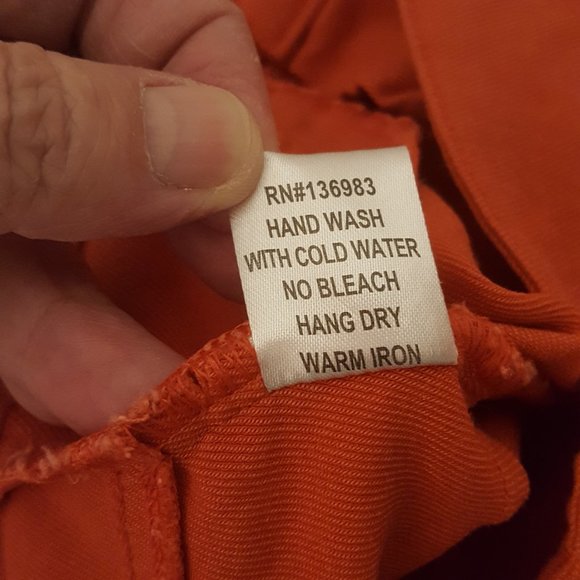 RN#136983
HAND WASH
WITH COLD WATER
NO BLEACH
HANG DRY
WARM IRON